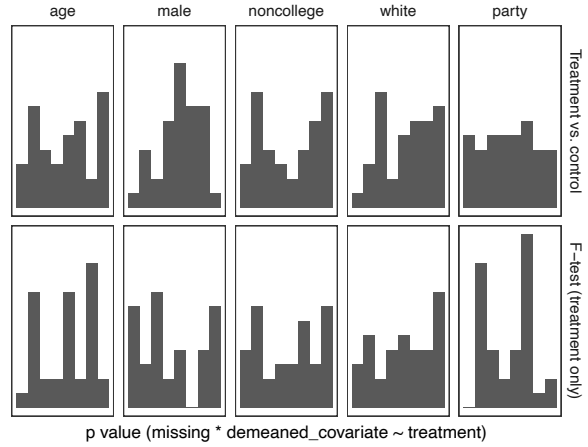 age male noncollege white party
Treatment vs. control
F−test (treatment only)
p value (missing * demeaned_covariate ~ treatment)